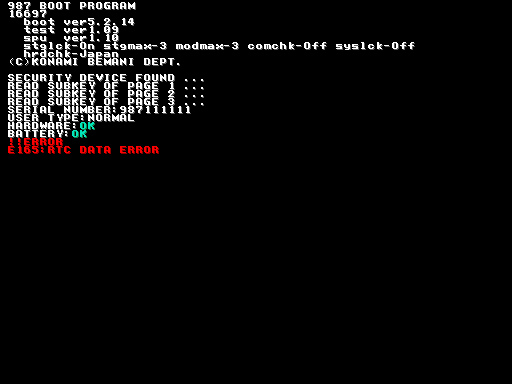 987 BOOT PROGRAM
16697
boot ver5.2.14
test ver1.09
spu ver1.10
stglck-On stgmax-3 modmax-3 comchk-Off syslck-Off
hrdchk-Japan
(C)KONAMI BEMANI DEPT.
SECURITY DEVICE FOUND ...
READ SUBKEY OF PAGE 1 ...
READ SUBKEY OF PAGE 2 ...
READ SUBKEY OF PAGE 3 ...
SERIAL NUMBER:987111111
USER TYPE:NORMAL
HARDWARE:OK
BATTERY:OK
!!ERROR
E]65:RTC DATA ERROR